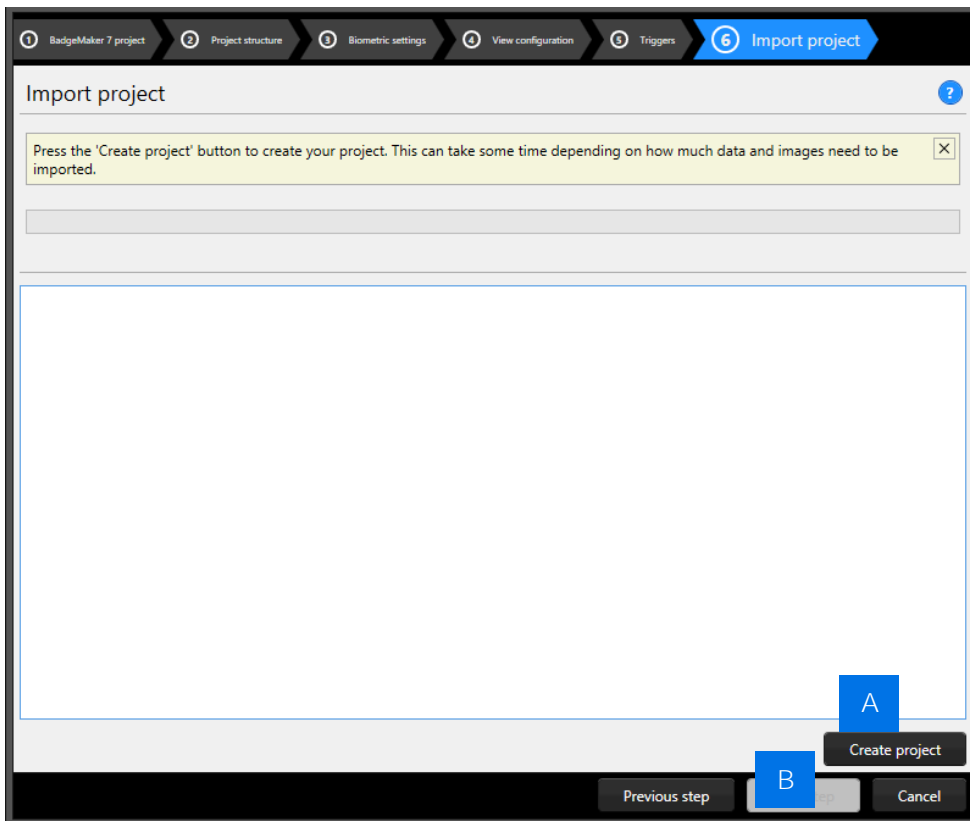 1 BadgeMaker 7 project 2 Project structure 3 Biometric settings 4 View configuration 5 Triggers 6 Import project
Import project ?
Press the 'Create project' button to create your project. This can take some time depending on how much data and images need to be
imported.
A
Create project
B
Previous step Cancel